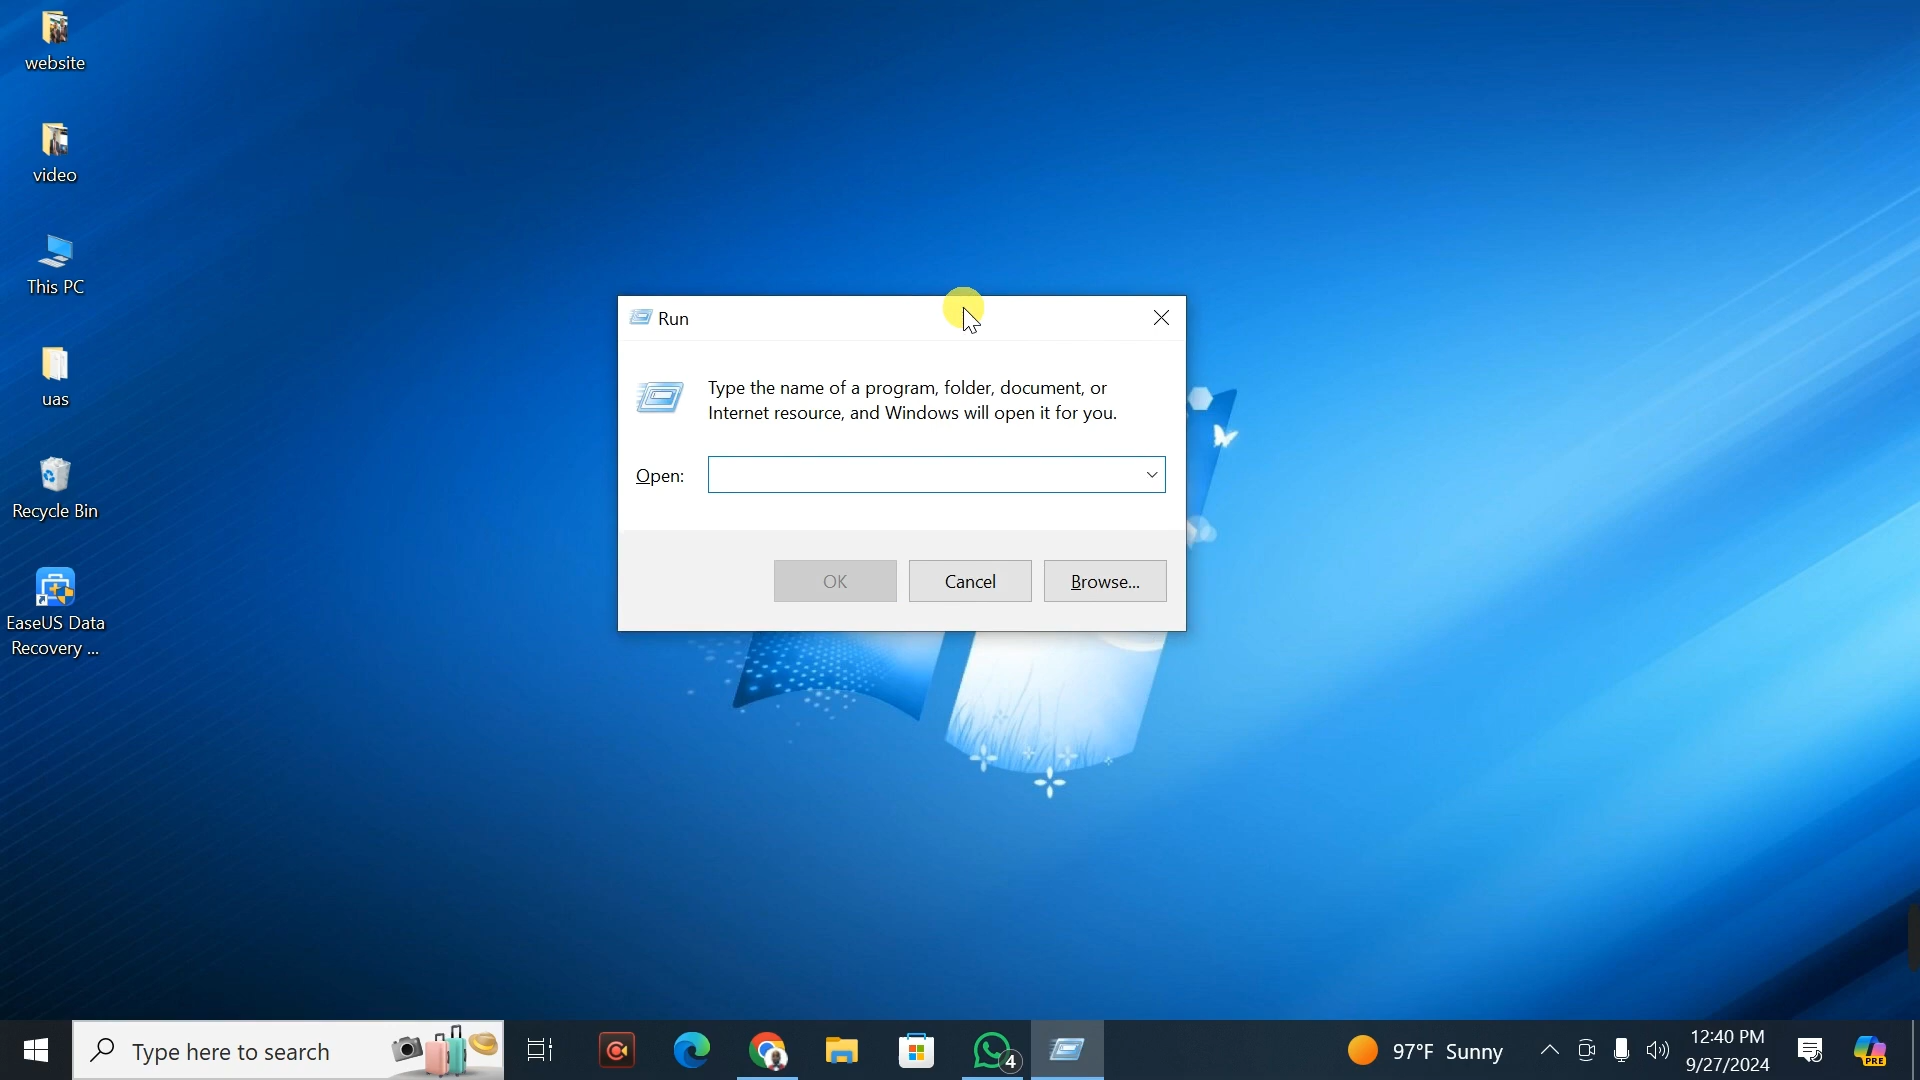 website
video
This PC
uas
Recycle Bin
EaseUS Data
Recovery ...
Run
Type the name of a program, folder, document, or
Internet resource, and Windows will open it for you.
Open:
OK
Cancel
Browse...
Type here to search
4
97°F Sunny
12:40 PM
9/27/2024
PRE